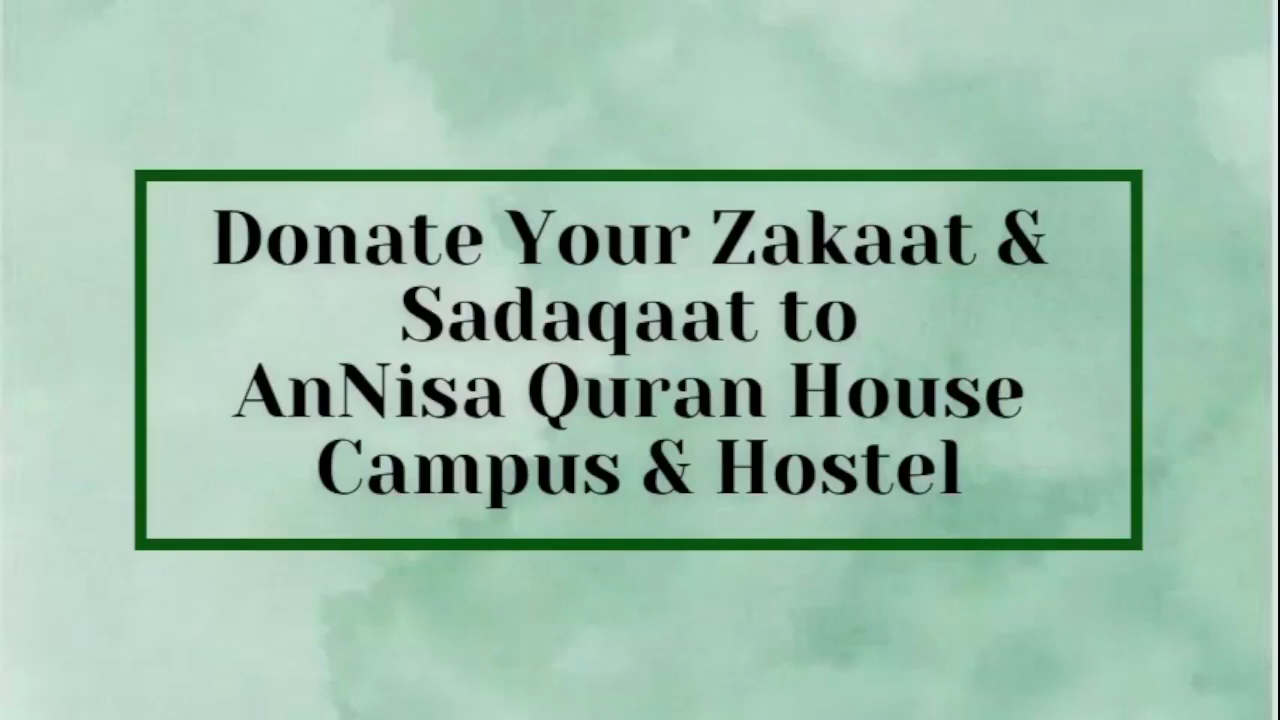 Donate Your Zakaat &
Sadaqaat to
AnNisa Quran House
Campus & Hostel